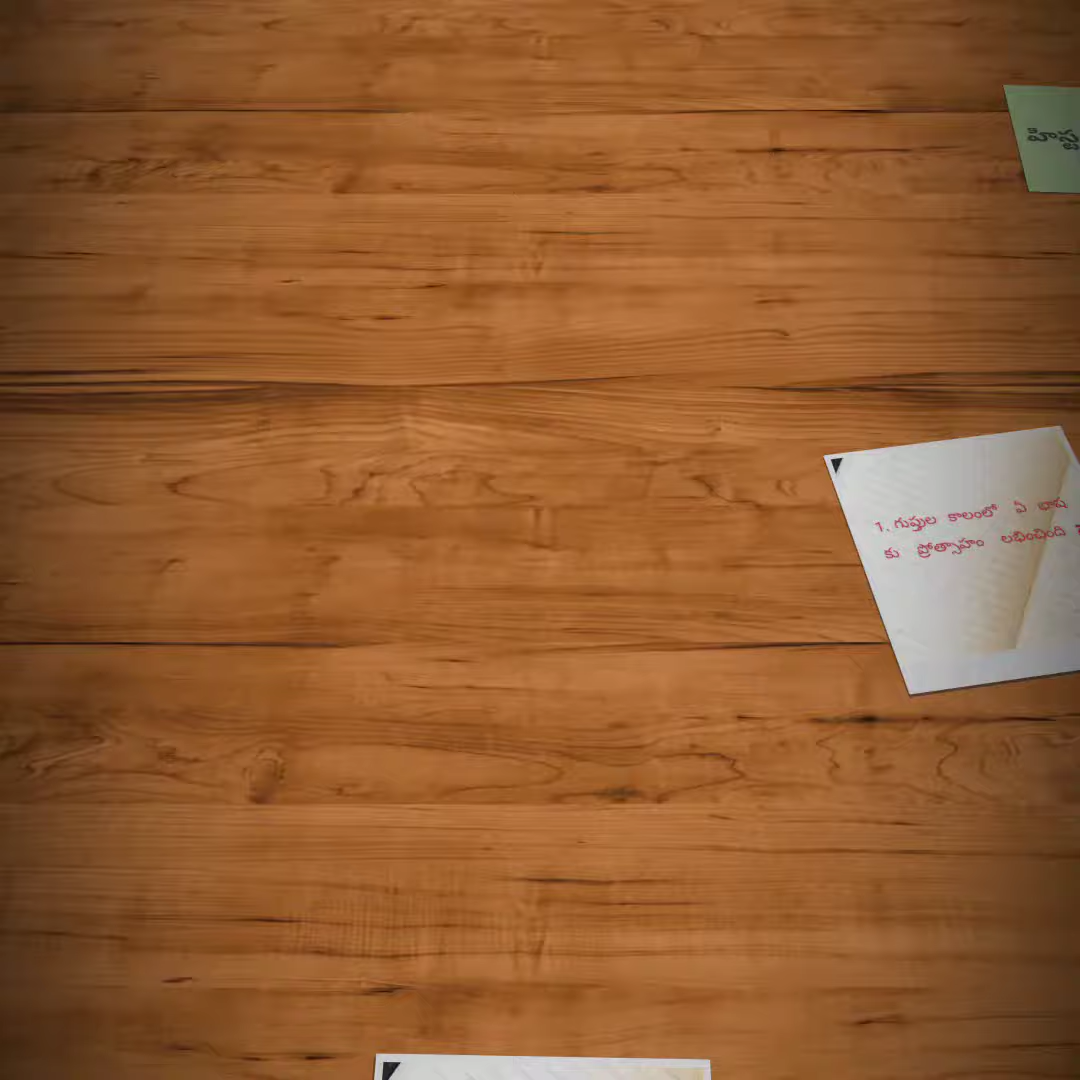 1. గుప్తుల కాలంలో ఏ భాష
కు ప్రోత్సాహం లభించింది